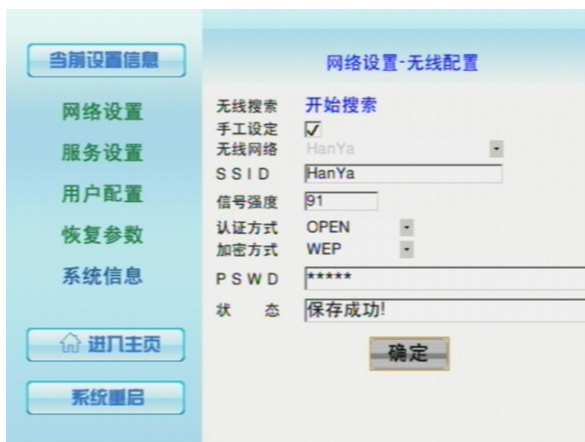 当前设置信息
网络设置-无线配置
网络设置
服务设置
用户配置
恢复参数
系统信息
进入主页
系统重启
无线搜索 开始搜索
手工设定
无线网络 HanYa
SSID HanYa
信号强度 91
认证方式 OPEN
加密方式 WEP
PSWD *****
状 态 保存成功!
确定